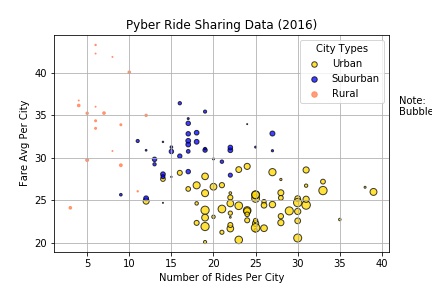 Pyber Ride Sharing Data (2016)
City Types
Urban
Suburban
Rural
Note:
Bubble
Fare Avg Per City
40
35
30
25
20
5 10 15 20 25 30 35 40
Number of Rides Per City